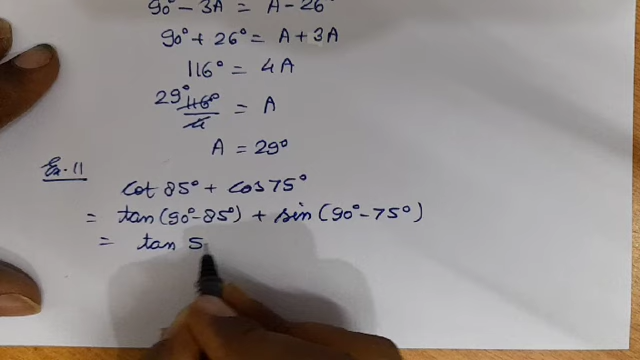 90° - 3A = A - 26°
90° + 26° = A + 3A
116° = 4A
29° 116°/4 = A
A = 29°
Ex. 11
cot 85° + cos 75°
= tan (90° - 85°) + sin (90° - 75°)
= tan 5